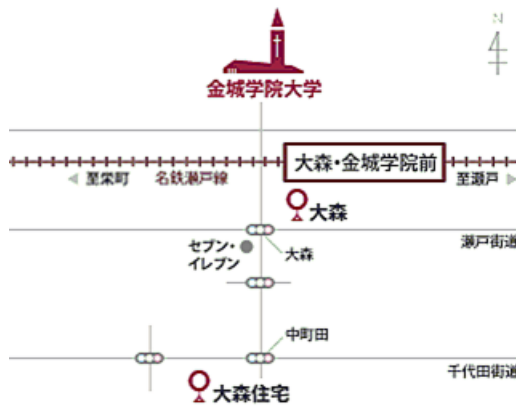 N
金城学院大学
大森・金城学院前
至栄町
名鉄瀬戸線
至瀬戸
大森
瀬戸街道
セブン・
イレブン
大森
中町田
千代田街道
大森住宅